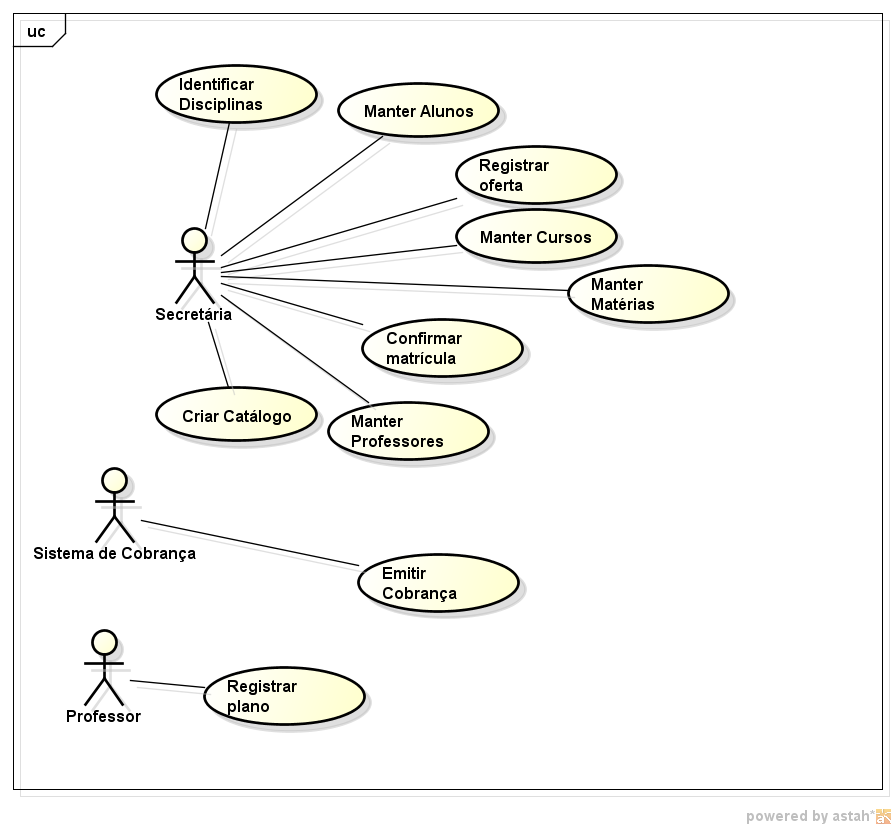 uc
Identificar
Disciplinas
Manter Alunos
Registrar
oferta
Manter Cursos
Manter
Matérias
Secretária
Confirmar
matrícula
Criar Catálogo
Manter
Professores
Sistema de Cobrança
Emitir
Cobrança
Professor
Registrar
plano
powered by astah*